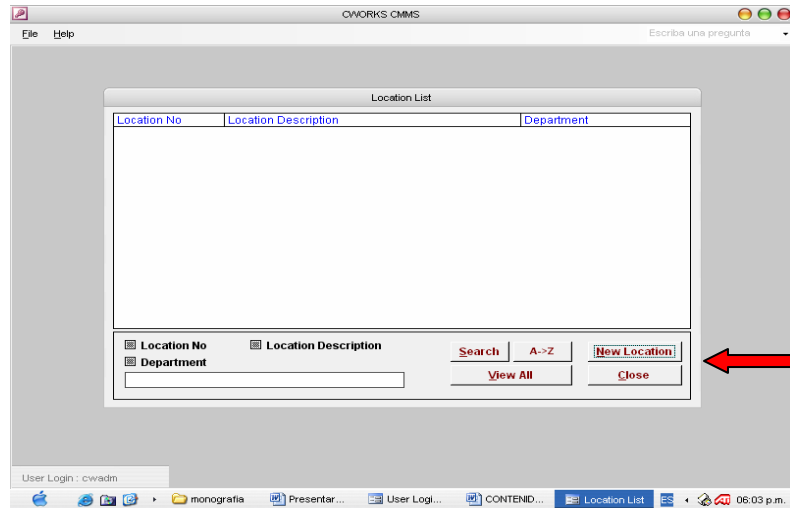 CWORKS CMMS
File Help Escriba una pregunta
Location List
Location No Location Description Department
Location No Location Description
Department
Search A->Z New Location
View All Close
User Login : cwadm
monografia Presentar... User Logi... CONTENID... Location List ES 06:03 p.m.